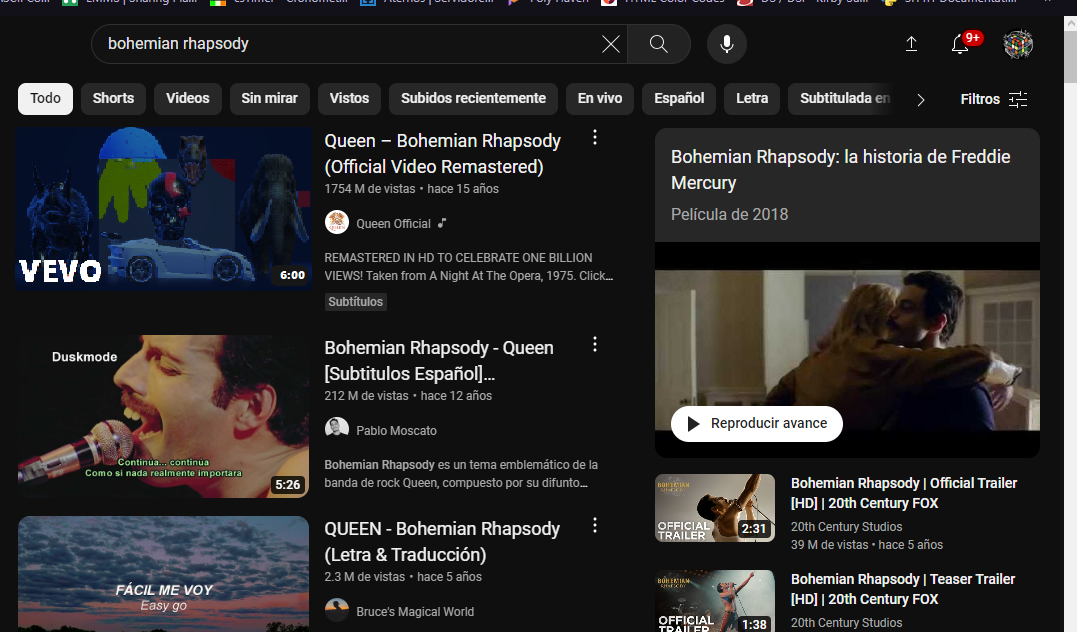 bohemian rhapsody
9+
Todo
Shorts
Videos
Sin mirar
Vistos
Subidos recientemente
En vivo
Español
Letra
Subtitulada en
Filtros
VEVO
6:00
Queen – Bohemian Rhapsody
(Official Video Remastered)
1754 M de vistas • hace 15 años
Queen Official
REMASTERED IN HD TO CELEBRATE ONE BILLION
VIEWS! Taken from A Night At The Opera, 1975. Click...
Subtítulos
Duskmode
Continua... continua
Como si nada realmente importara
5:26
Bohemian Rhapsody - Queen
[Subtitulos Español]...
212 M de vistas • hace 12 años
Pablo Moscato
Bohemian Rhapsody es un tema emblemático de la
banda de rock Queen, compuesto por su difunto...
FÁCIL ME VOY
Easy go
QUEEN - Bohemian Rhapsody
(Letra & Traducción)
2.3 M de vistas • hace 5 años
Bruce's Magical World
Bohemian Rhapsody: la historia de Freddie
Mercury
Película de 2018
Reproducir avance
BOHEMIAN
RHAPSODY
OFFICIAL
TRAILER
2:31
Bohemian Rhapsody | Official Trailer
[HD] | 20th Century FOX
20th Century Studios
39 M de vistas • hace 5 años
BOHEMIAN
RHAPSODY
OFFICIAL
1:38
Bohemian Rhapsody | Teaser Trailer
[HD] | 20th Century FOX
20th Century Studios